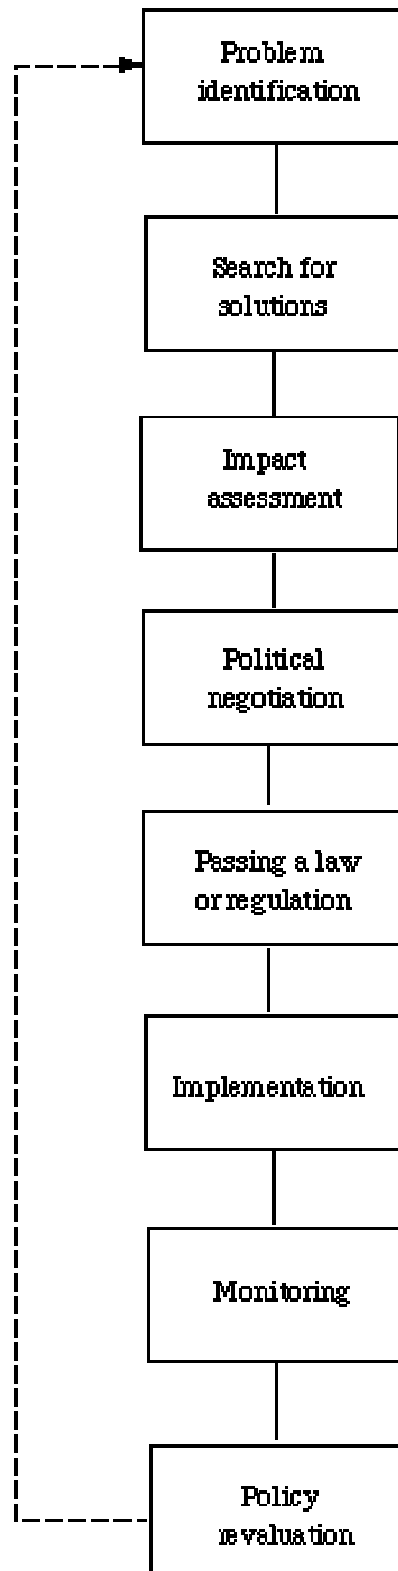 Problem
identification
Search for
solutions
Impact
assessment
Political
negotiation
Passing a law
or regulation
Implementation
Monitoring
Policy
revaluation